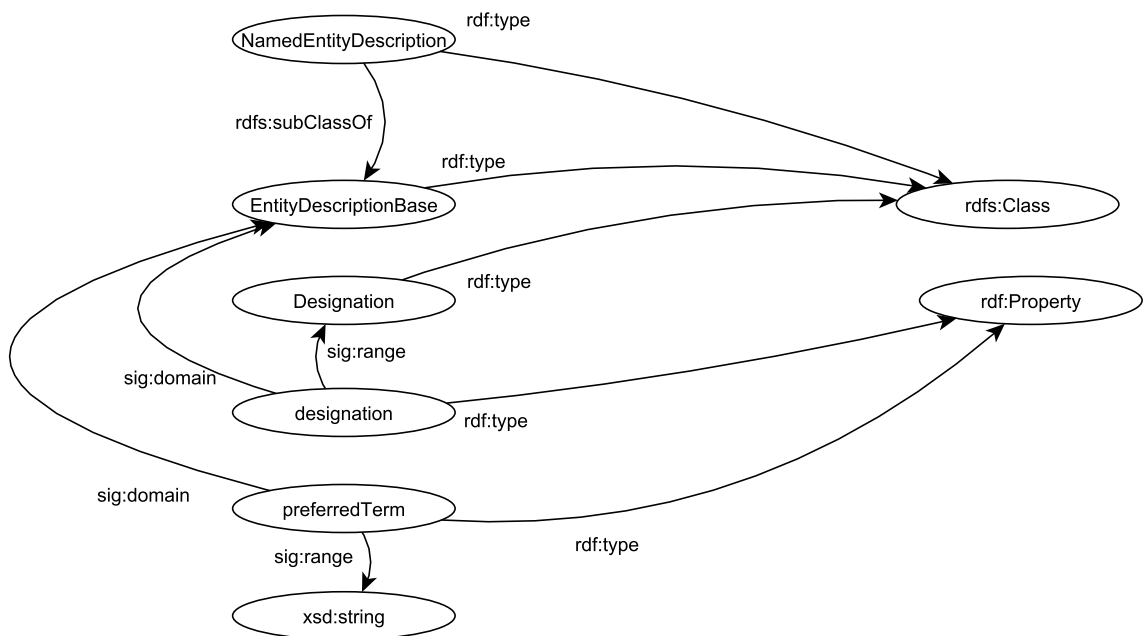 rdf:type
NamedEntityDescription
rdfs:subClassOf
rdf:type
EntityDescriptionBase
rdfs:Class
rdf:type
Designation
rdf:Property
sig:range
sig:domain
designation
rdf:type
sig:domain
preferredTerm
rdf:type
sig:range
xsd:string